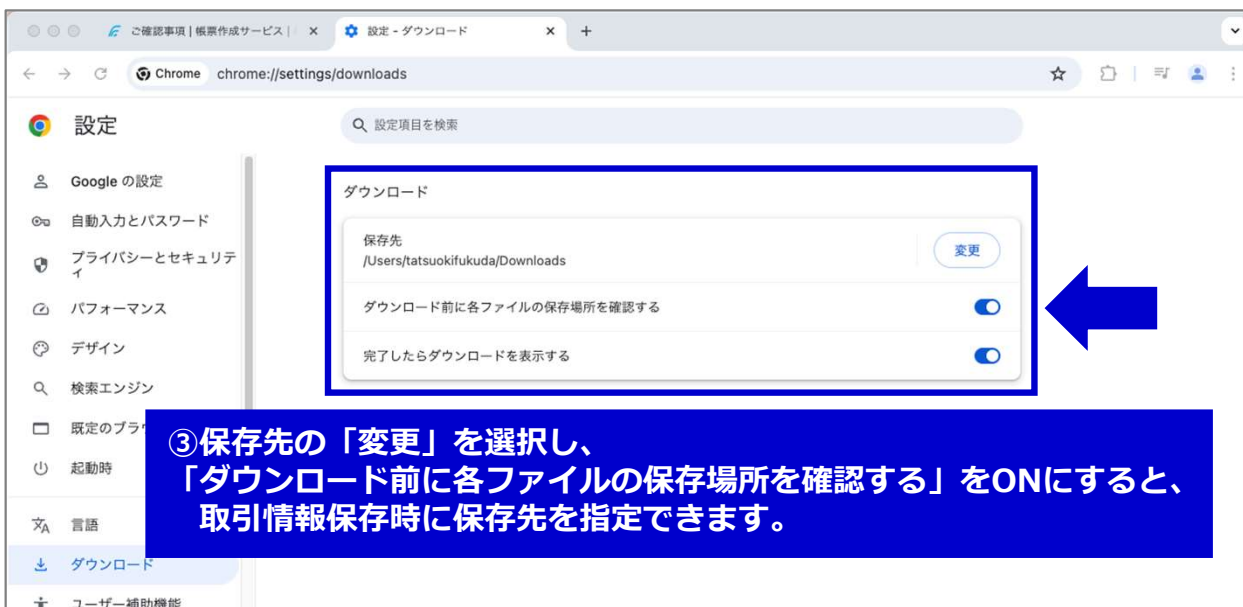 ご確認事項 | 帳票作成サービス |
設定 - ダウンロード
Chrome chrome://settings/downloads
設定
設定項目を検索
Google の設定
自動入力とパスワード
プライバシーとセキュリテ
ィ
パフォーマンス
デザイン
検索エンジン
既定のブラウ
起動時
言語
ダウンロード
ユーザー補助機能
ダウンロード
保存先
/Users/tatsuokifukuda/Downloads
変更
ダウンロード前に各ファイルの保存場所を確認する
完了したらダウンロードを表示する
③保存先の「変更」を選択し、
「ダウンロード前に各ファイルの保存場所を確認する」をONにすると、
取引情報保存時に保存先を指定できます。